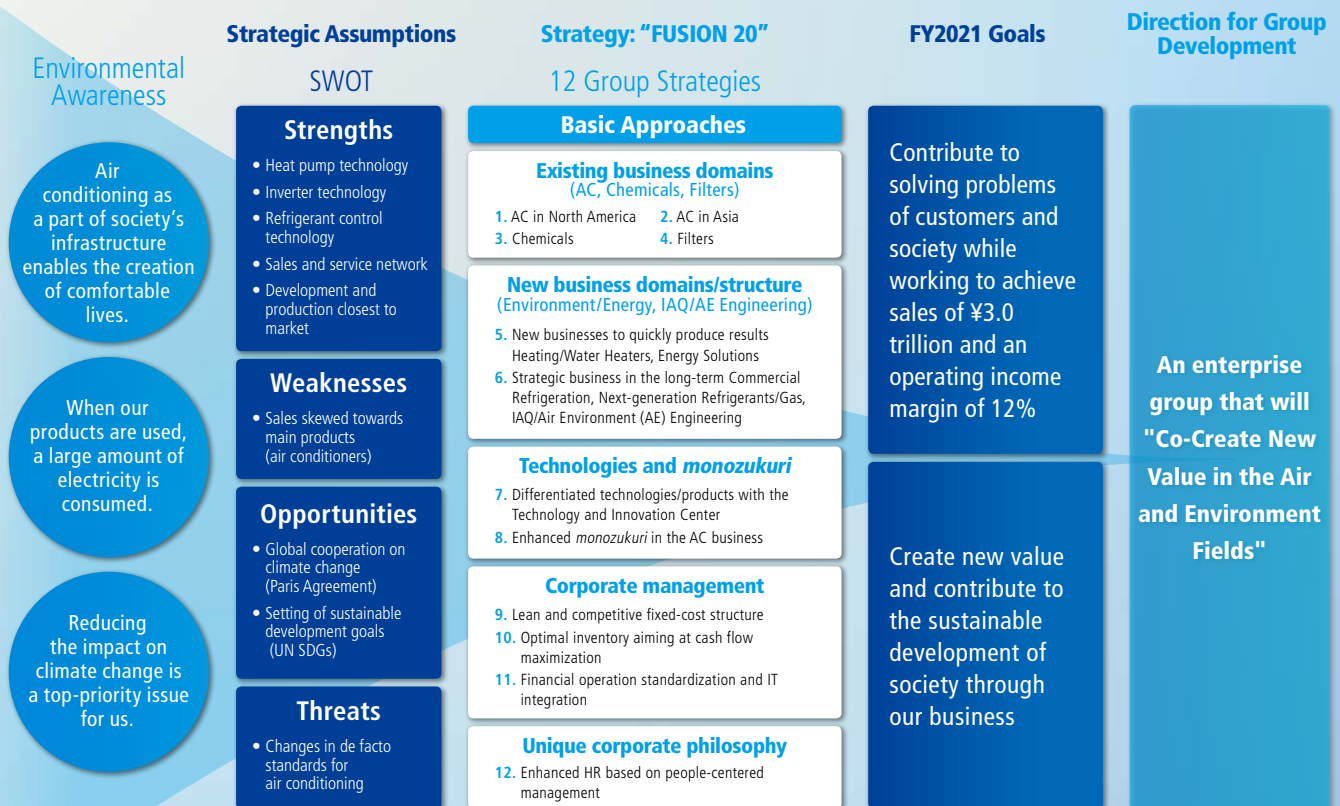 Environmental
Awareness
Air
conditioning as
a part of society's
infrastructure
enables the creation
of comfortable
lives.
When our
products are used,
a large amount of
electricity is
consumed.
Reducing
the impact on
climate change is
a top-priority issue
for us.
Strategic Assumptions
SWOT
Strengths
• Heat pump technology
• Inverter technology
• Refrigerant control
technology
• Sales and service network
• Development and
production closest to
market
Weaknesses
• Sales skewed towards
main products
(air conditioners)
Opportunities
• Global cooperation on
climate change
(Paris Agreement)
• Setting of sustainable
development goals
(UN SDGs)
Threats
• Changes in de facto
standards for
air conditioning
Strategy: “FUSION 20”
12 Group Strategies
Basic Approaches
Existing business domains
(AC, Chemicals, Filters)
1. AC in North America 2. AC in Asia
3. Chemicals 4. Filters
New business domains/structure
(Environment/Energy, IAQ/AE Engineering)
5. New businesses to quickly produce results
Heating/Water Heaters, Energy Solutions
6. Strategic business in the long-term Commercial
Refrigeration, Next-generation Refrigerants/Gas,
IAQ/Air Environment (AE) Engineering
Technologies and monozukuri
7. Differentiated technologies/products with the
Technology and Innovation Center
8. Enhanced monozukuri in the AC business
Corporate management
9. Lean and competitive fixed-cost structure
10. Optimal inventory aiming at cash flow
maximization
11. Financial operation standardization and IT
integration
Unique corporate philosophy
12. Enhanced HR based on people-centered
management
FY2021 Goals
Contribute to
solving problems
of customers and
society while
working to achieve
sales of ¥3.0
trillion and an
operating income
margin of 12%
Create new value
and contribute to
the sustainable
development of
society through
our business
Direction for Group
Development
An enterprise
group that will
"Co-Create New
Value in the Air
and Environment
Fields"